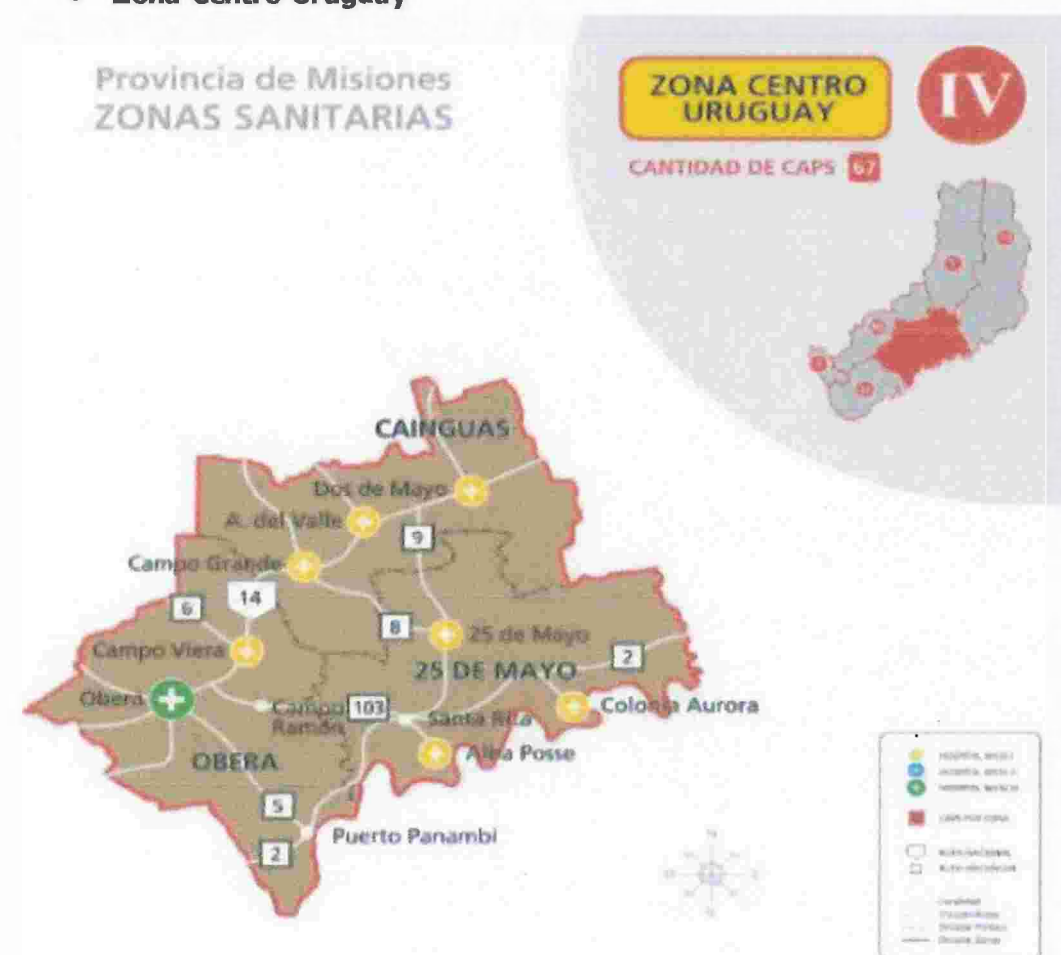 Zona Centro Uruguay
Provincia de Misiones
ZONAS SANITARIAS
ZONA CENTRO
URUGUAY
IV
CANTIDAD DE CAPS 67
CAINGUAS
Dos de Mayo
A. del Valle
9
Campo Grande
14
6
8
25 de Mayo
Campo Viera
25 DE MAYO
2
Obera
Campo
Ramón
103
Santa Rita
Colonia Aurora
Alba Posse
OBERA
5
Puerto Panambi
2